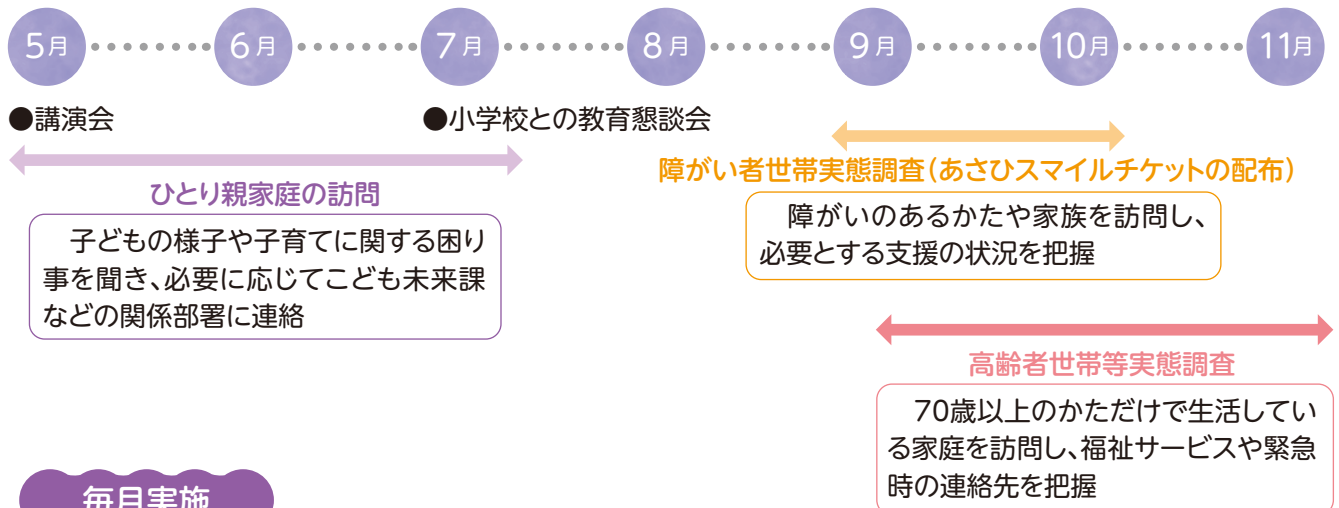 5月 6月 7月 8月 9月 10月 11月
●講演会
●小学校との教育懇談会
ひとり親家庭の訪問
子どもの様子や子育てに関する困り
事を聞き、必要に応じてこども未来課
などの関係部署に連絡
障がい者世帯実態調査(あさひスマイルチケットの配布)
障がいのあるかたや家族を訪問し、
必要とする支援の状況を把握
高齢者世帯等実態調査
70歳以上のかただけで生活してい
る家庭を訪問し、福祉サービスや緊急
時の連絡先を把握
毎月実施